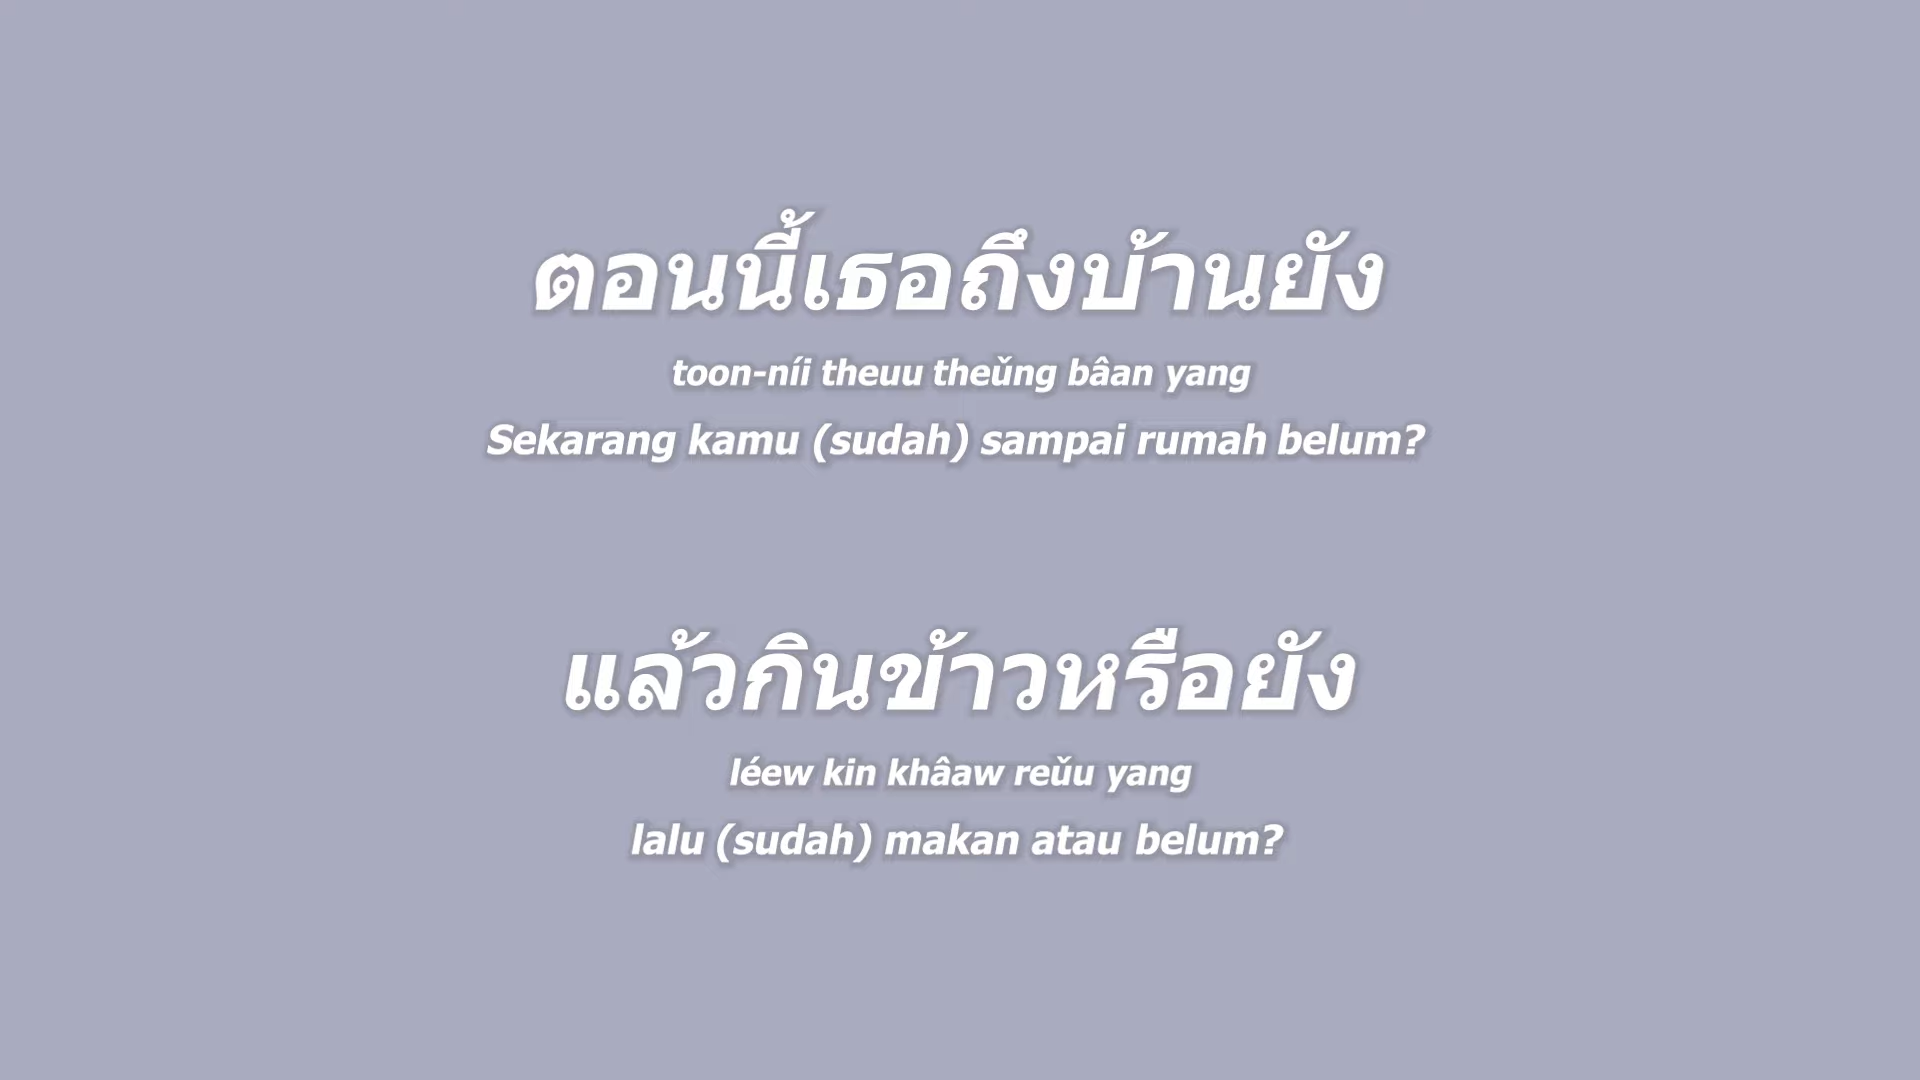 ตอนนี้เธอถึงบ้านยัง
toon-níi theuu theǔng bâan yang
Sekarang kamu (sudah) sampai rumah belum?
แล้วกินข้าวหรือยัง
léew kin khâaw reǔu yang
lalu (sudah) makan atau belum?